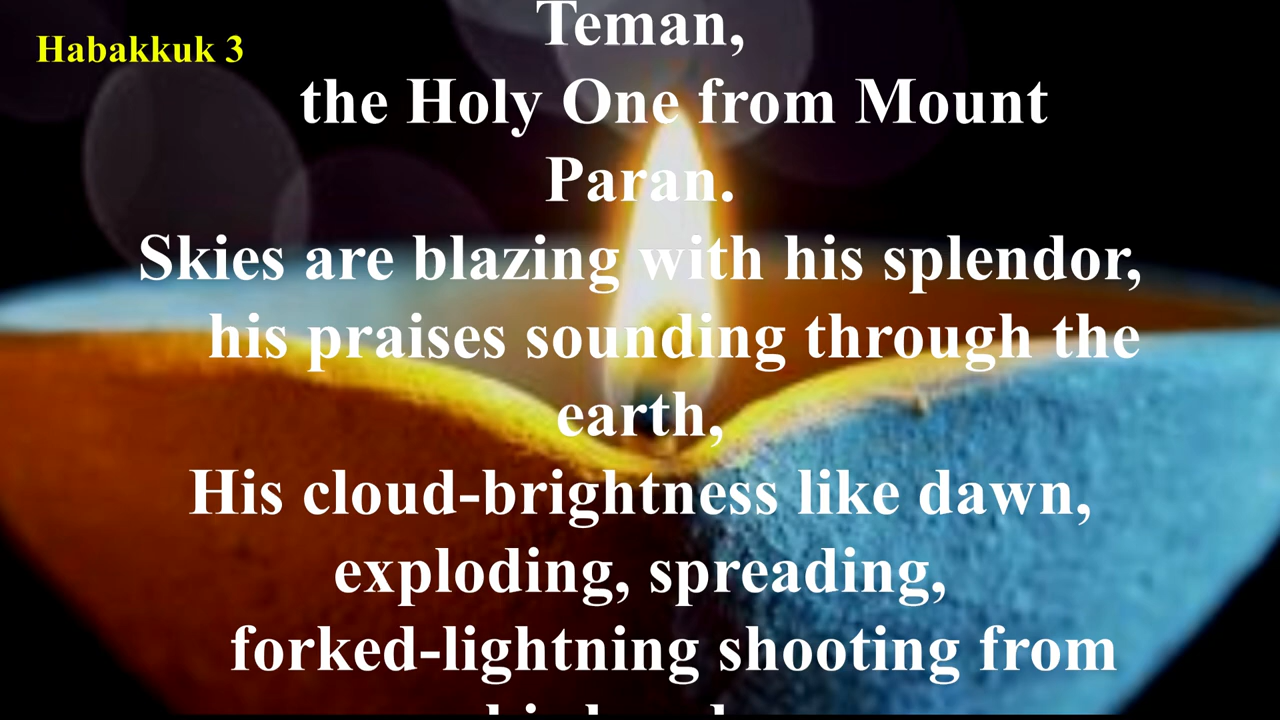 Habakkuk 3
Teman,
the Holy One from Mount
Paran.
Skies are blazing with his splendor,
his praises sounding through the
earth,
His cloud-brightness like dawn,
exploding, spreading,
forked-lightning shooting from